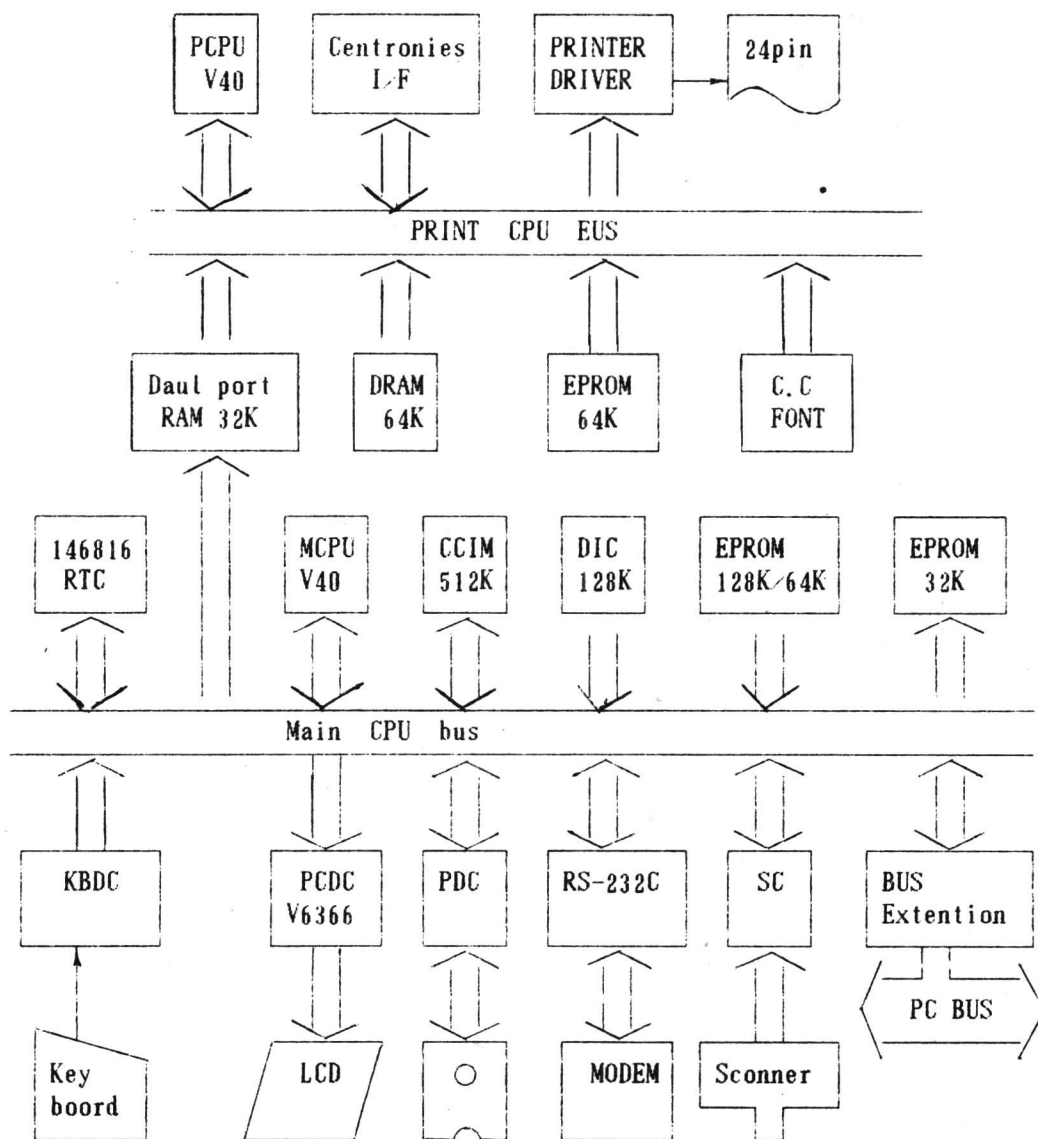 PCPU
V40
Centronies
I/F
PRINTER
DRIVER
24pin
PRINT CPU EUS
Daul port
RAM 32K
DRAM
64K
EPROM
64K
C.C
FONT
146816
RTC
MCPU
V40
CCIM
512K
DIC
128K
EPROM
128K/64K
EPROM
32K
Main CPU bus
KBDC
PCDC
V6366
PDC
RS-232C
SC
BUS
Extention
PC BUS
Key
boord
LCD
MODEM
Sconner